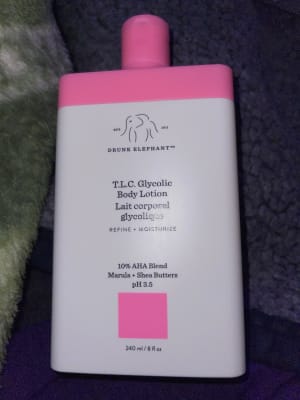 DRUNK ELEPHANT™
T.L.C. Glycolic
Body Lotion
Lait corporel
glycolique
REFINE • MOISTURIZE
10% AHA Blend
Marula + Shea Butters
pH 3.5
240 ml / 8 fl oz